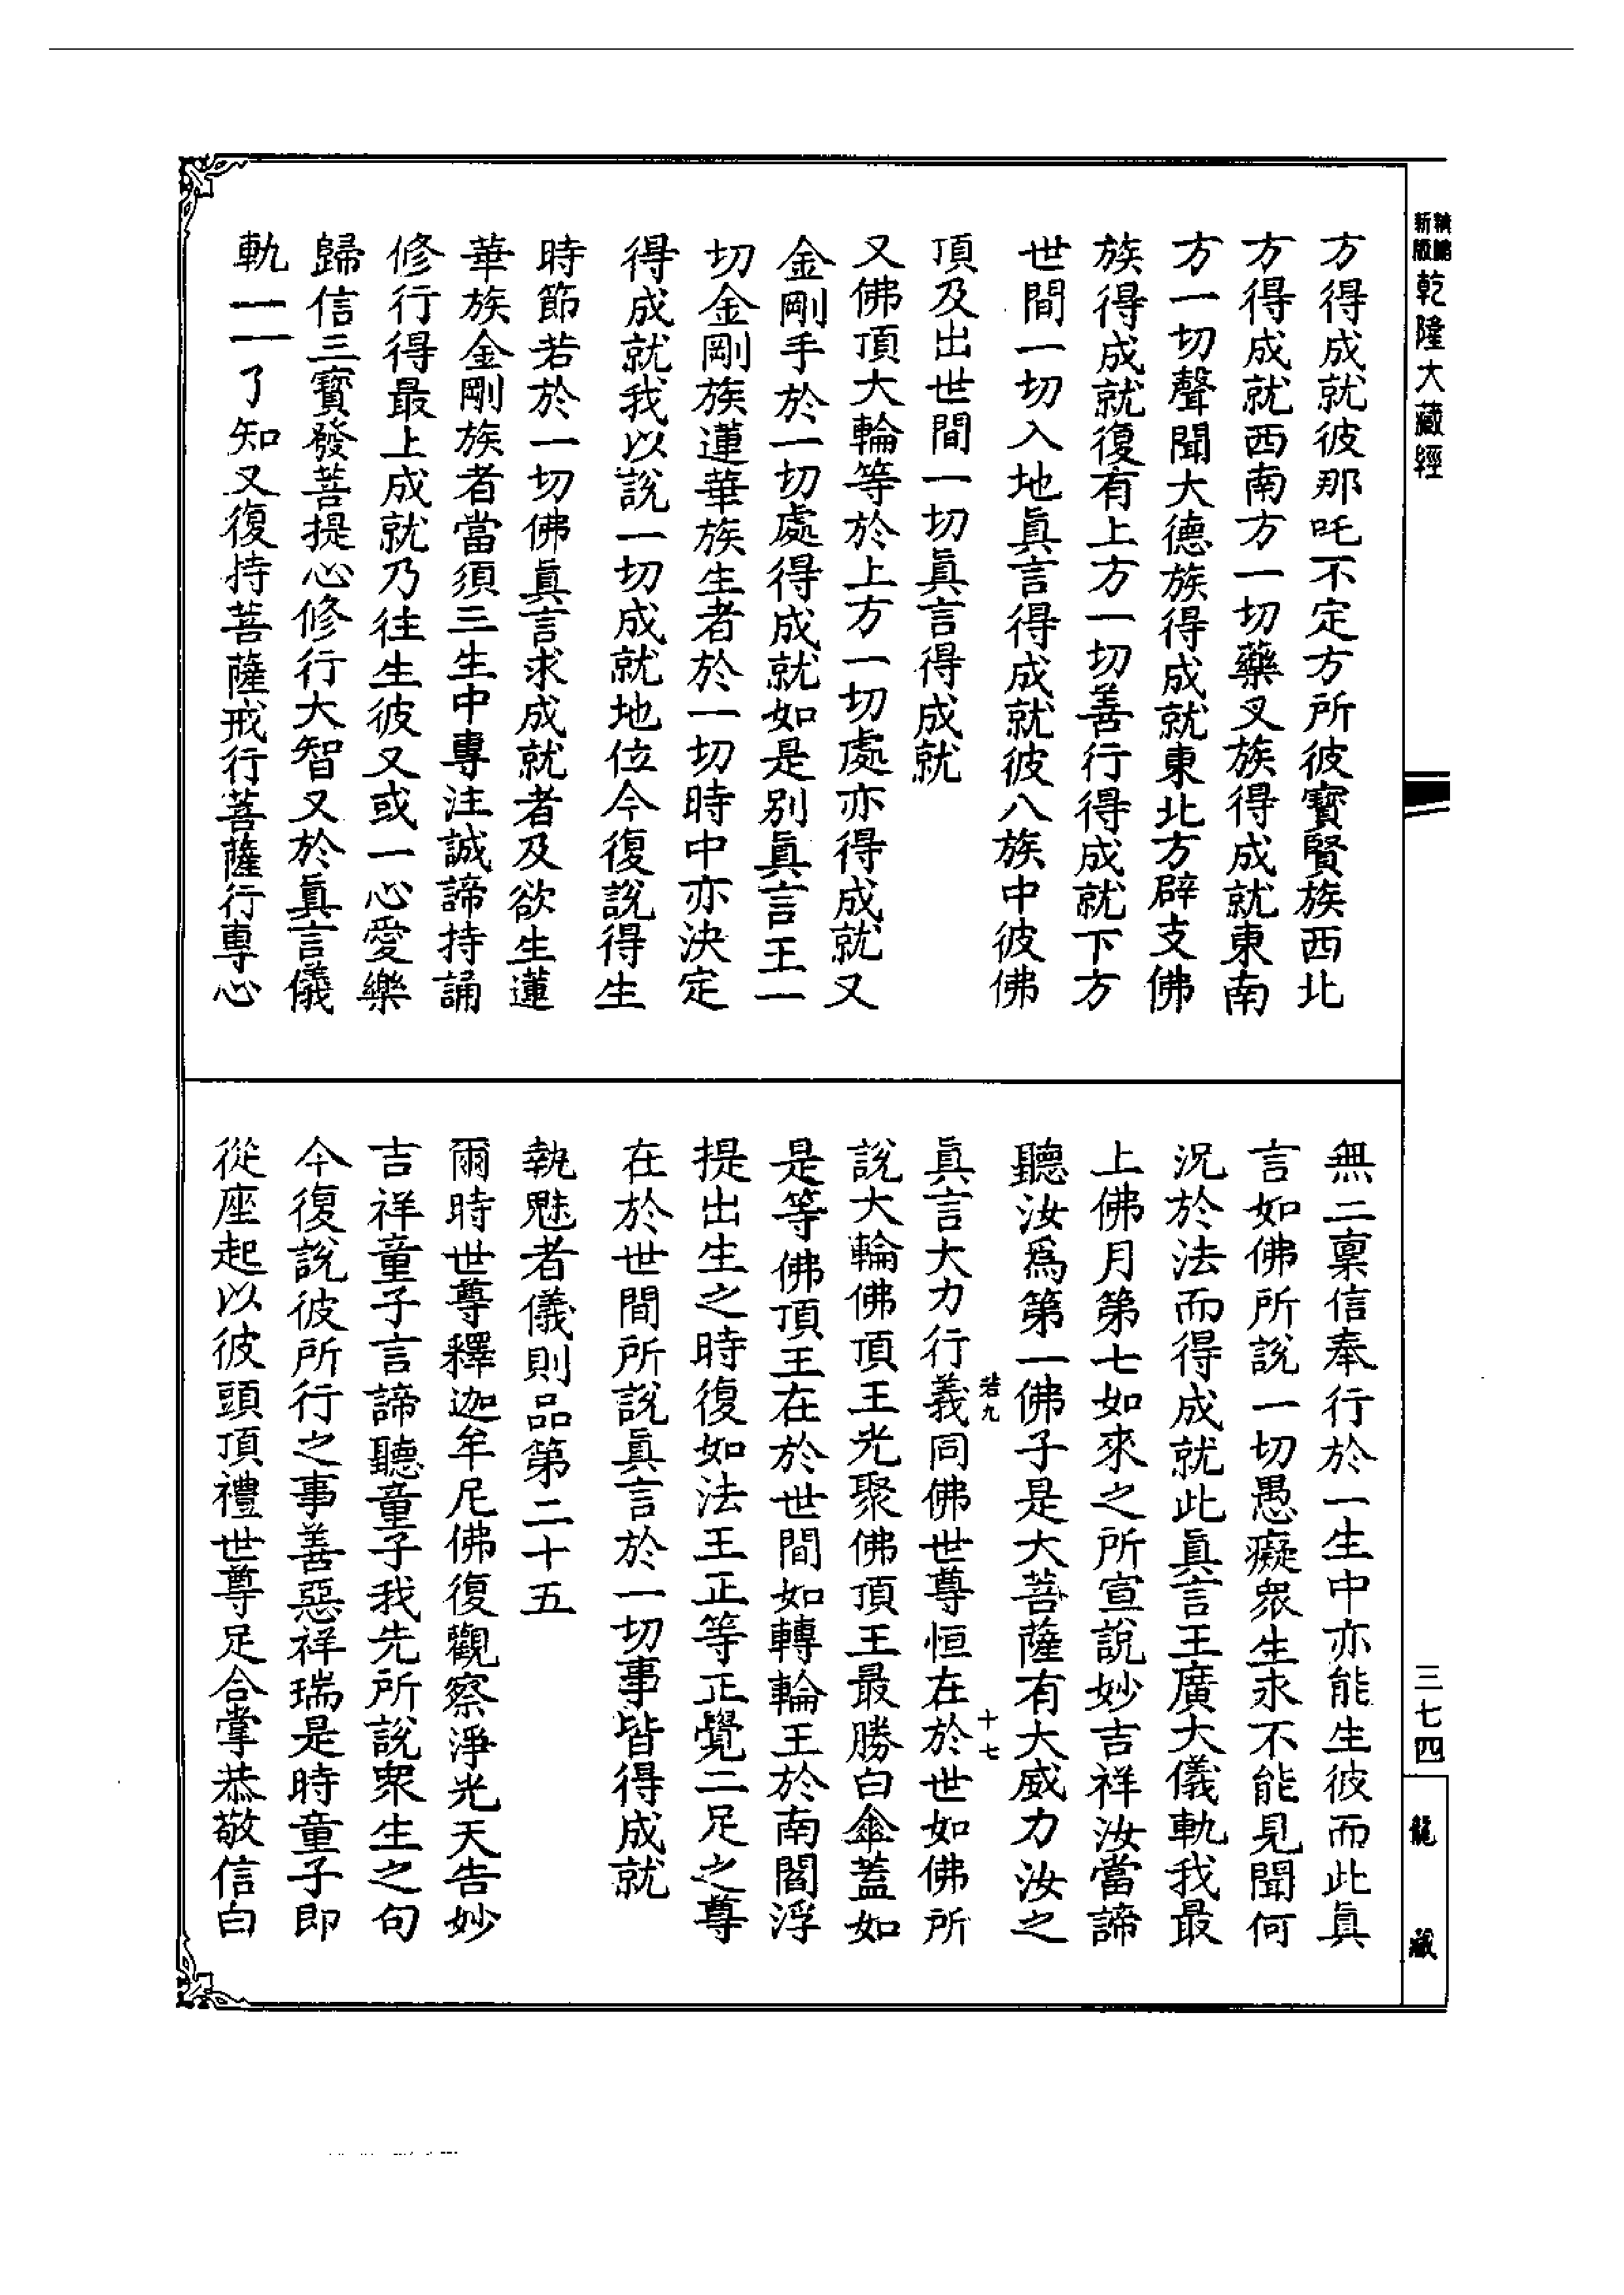 新版
精編
乾隆大藏經
方得成就彼那吒不定方所彼寶賢族西北
方得成就西南方一切藥叉族得成就東南
方一切聲聞大德族得成就東北方辟支佛
族得成就復有上方一切善行得成就下方
世間一切入地眞言得成就彼八族中彼佛
頂及出世間一切眞言得成就
又佛頂大輪等於上方一切處亦得成就又
金剛手於一切處得成就如是別眞言王一
切金剛族蓮華族生者於一切時中亦決定
得成就我以說一切成就地位今復說得生
時節若於一切佛眞言求成就者及欲生蓮
華族金剛族者當須三生中專注誠諦持誦
修行得最上成就乃往生彼又或一心愛樂
歸信三寶發菩提心修行大智又於眞言儀
軌一一了知又復持菩薩戒行菩薩行專心
無二稟信奉行於一生中亦能生彼而此眞
言如佛所說一切愚癡衆生永不能見聞何
況於法而得成就此眞言王廣大儀軌我最
上佛月第七如來之所宣說妙吉祥汝當諦
聽汝爲第一佛子是大菩薩有大威力汝之
眞言大力行義同佛世尊恒在於世如佛所
若九
十七
說大輪佛頂王光聚佛頂王最勝白傘蓋如
是等佛頂王在於世間如轉輪王於南閻浮
提出生之時復如法王正等正覺二足之尊
在於世間所說眞言於一切事皆得成就
執魅者儀則品第二十五
爾時世尊釋迦牟尼佛復觀察淨光天告妙
吉祥童子言諦聽童子我先所說衆生之句
今復說彼所行之事善惡祥瑞是時童子即
從座起以彼頭頂禮世尊足合掌恭敬信白
三七四
龍藏